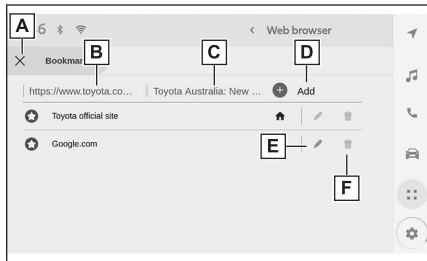 A
6
Web browser
Bookmar
B
C
D
https://www.toyota.co...
Toyota Australia: New ...
Add
Toyota official site
Google.com
E
F